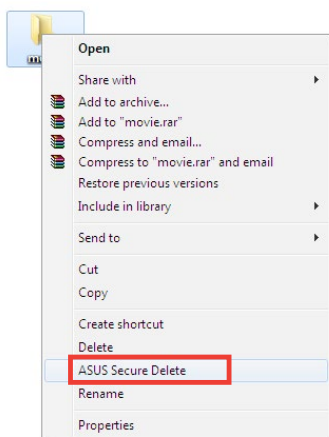 Open
Share with
Add to archive...
Add to "movie.rar"
Compress and email...
Compress to "movie.rar" and email
Restore previous versions
Include in library
Send to
Cut
Copy
Create shortcut
Delete
ASUS Secure Delete
Rename
Properties